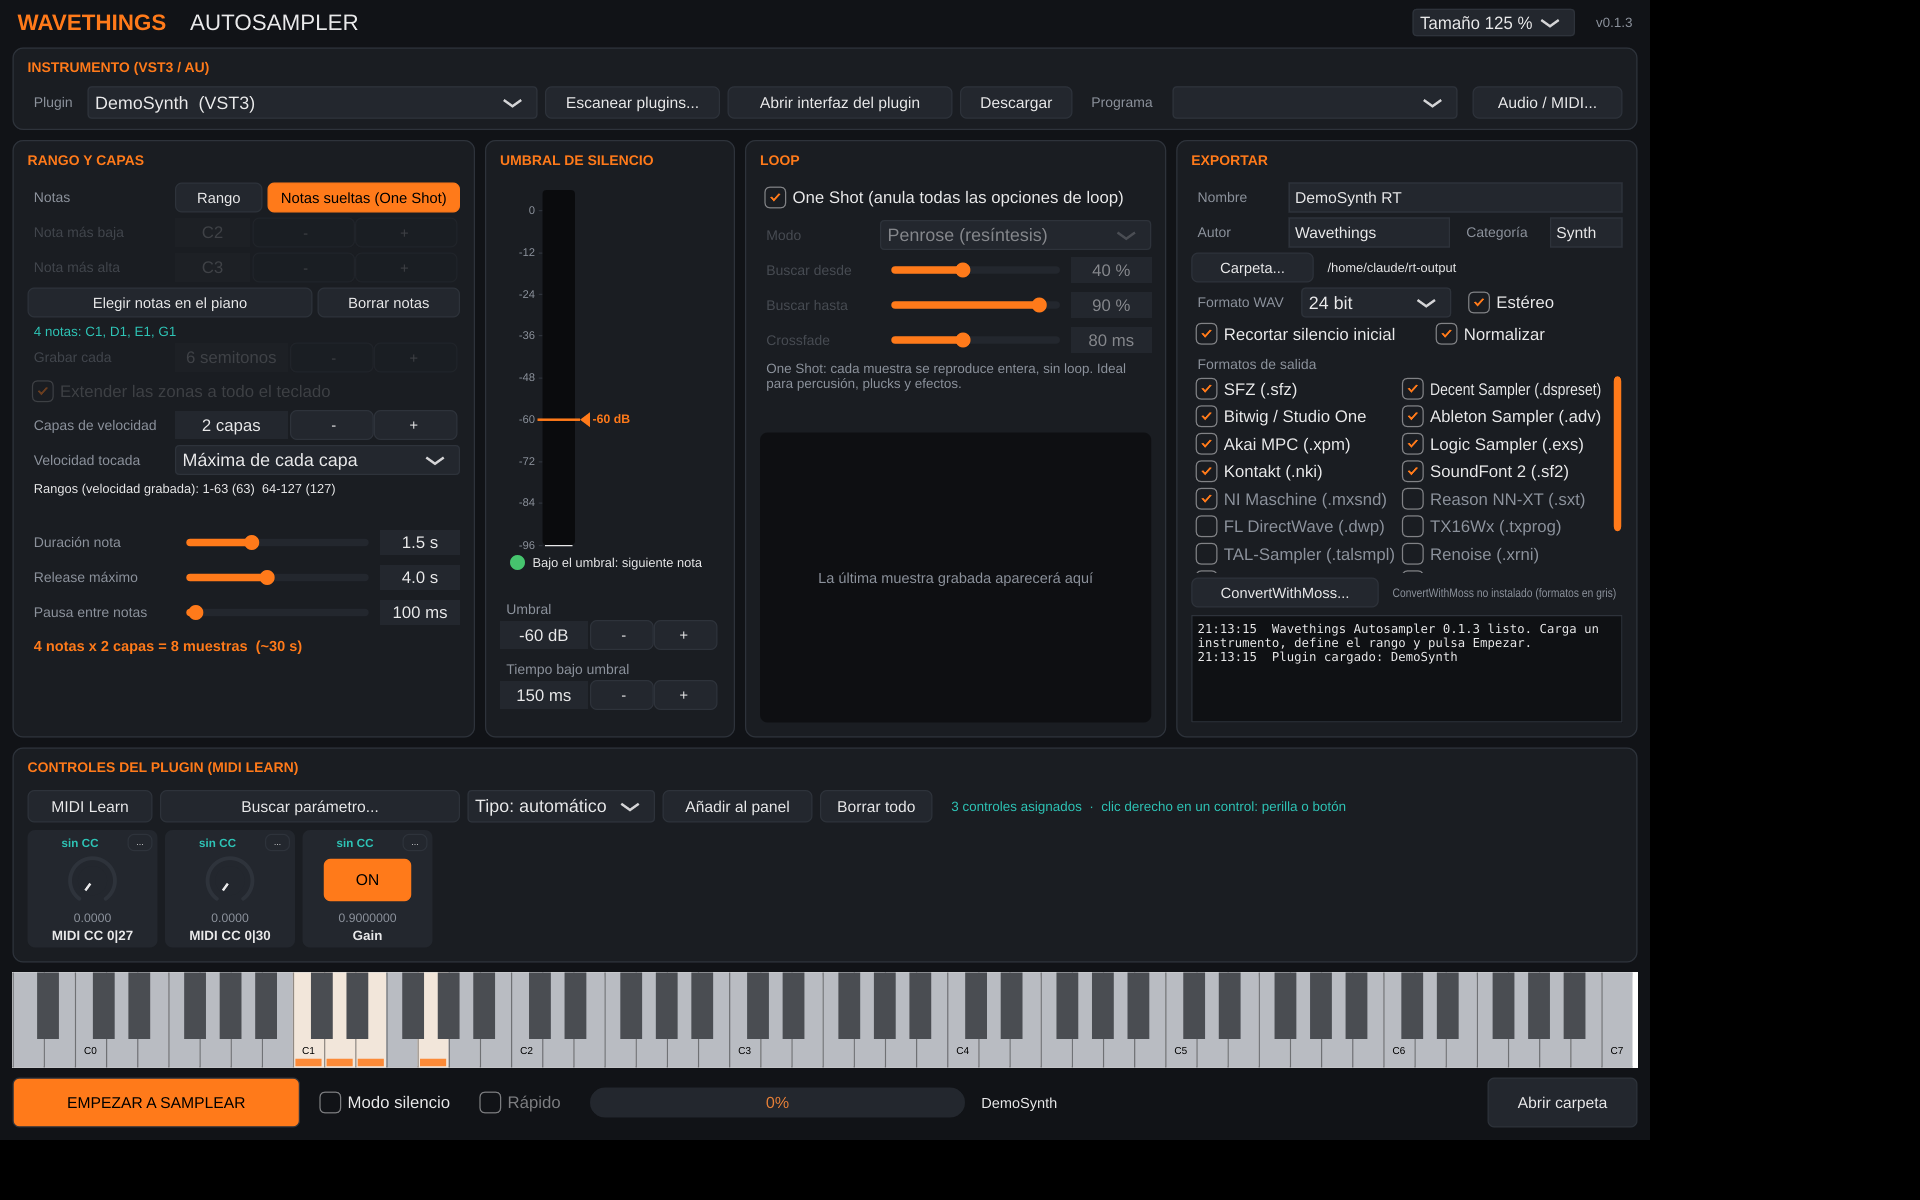 WAVETHINGS AUTOSAMPLER
Tamaño 125 %
v0.1.3
INSTRUMENTO (VST3 / AU)
Plugin
DemoSynth (VST3)
Escanear plugins...
Abrir interfaz del plugin
Descargar
Programa
Audio / MIDI...
RANGO Y CAPAS
Notas
Rango
Notas sueltas (One Shot)
Nota más baja
C2
-
+
Nota más alta
C3
-
+
Elegir notas en el piano
Borrar notas
4 notas: C1, D1, E1, G1
Grabar cada
6 semitonos
-
+
Extender las zonas a todo el teclado
Capas de velocidad
2 capas
-
+
Velocidad tocada
Máxima de cada capa
Rangos (velocidad grabada): 1-63 (63) 64-127 (127)
Duración nota
1.5 s
Release máximo
4.0 s
Pausa entre notas
100 ms
4 notas x 2 capas = 8 muestras (~30 s)
UMBRAL DE SILENCIO
0
-12
-24
-36
-48
-60
-60 dB
-72
-84
-96
Bajo el umbral: siguiente nota
Umbral
-60 dB
-
+
Tiempo bajo umbral
150 ms
-
+
LOOP
One Shot (anula todas las opciones de loop)
Modo
Penrose (resíntesis)
Buscar desde
40 %
Buscar hasta
90 %
Crossfade
80 ms
One Shot: cada muestra se reproduce entera, sin loop. Ideal
para percusión, plucks y efectos.
La última muestra grabada aparecerá aquí
EXPORTAR
Nombre
DemoSynth RT
Autor
Wavethings
Categoría
Synth
Carpeta...
/home/claude/rt-output
Formato WAV
24 bit
Estéreo
Recortar silencio inicial
Normalizar
Formatos de salida
SFZ (.sfz)
Decent Sampler (.dspreset)
Bitwig / Studio One
Ableton Sampler (.adv)
Akai MPC (.xpm)
Logic Sampler (.exs)
Kontakt (.nki)
SoundFont 2 (.sf2)
NI Maschine (.mxsnd)
Reason NN-XT (.sxt)
FL DirectWave (.dwp)
TX16Wx (.txprog)
TAL-Sampler (.talsmpl)
Renoise (.xrni)
ConvertWithMoss...
ConvertWithMoss no instalado (formatos en gris)
21:13:15 Wavethings Autosampler 0.1.3 listo. Carga un
instrumento, define el rango y pulsa Empezar.
21:13:15 Plugin cargado: DemoSynth
CONTROLES DEL PLUGIN (MIDI LEARN)
MIDI Learn
Buscar parámetro...
Tipo: automático
Añadir al panel
Borrar todo
3 controles asignados · clic derecho en un control: perilla o botón
sin CC
...
sin CC
...
sin CC
...
ON
0.0000
0.0000
0.9000000
MIDI CC 0|27
MIDI CC 0|30
Gain
C0
C1
C2
C3
C4
C5
C6
C7
EMPEZAR A SAMPLEAR
Modo silencio
Rápido
0%
DemoSynth
Abrir carpeta